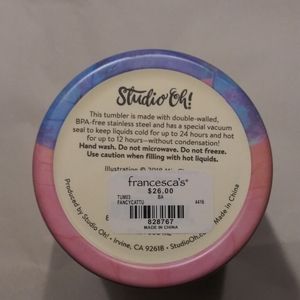 Studio Oh!
This tumbler is made with double-walled,
BPA-free stainless steel and has a special vacuum
seal to keep liquids cold for up to 24 hours and hot
for up to 12 hours—without condensation!
Hand wash. Do not microwave. Do not freeze.
Use caution when filling with hot liquids.
Illustration © 2018
francesca's
$26.00
TUM03 BA
FANCYCATTU 4416
828767
MADE IN CHINA
Produced by Studio Oh! • Irvine, CA 92618 • StudioOh.
Made in China